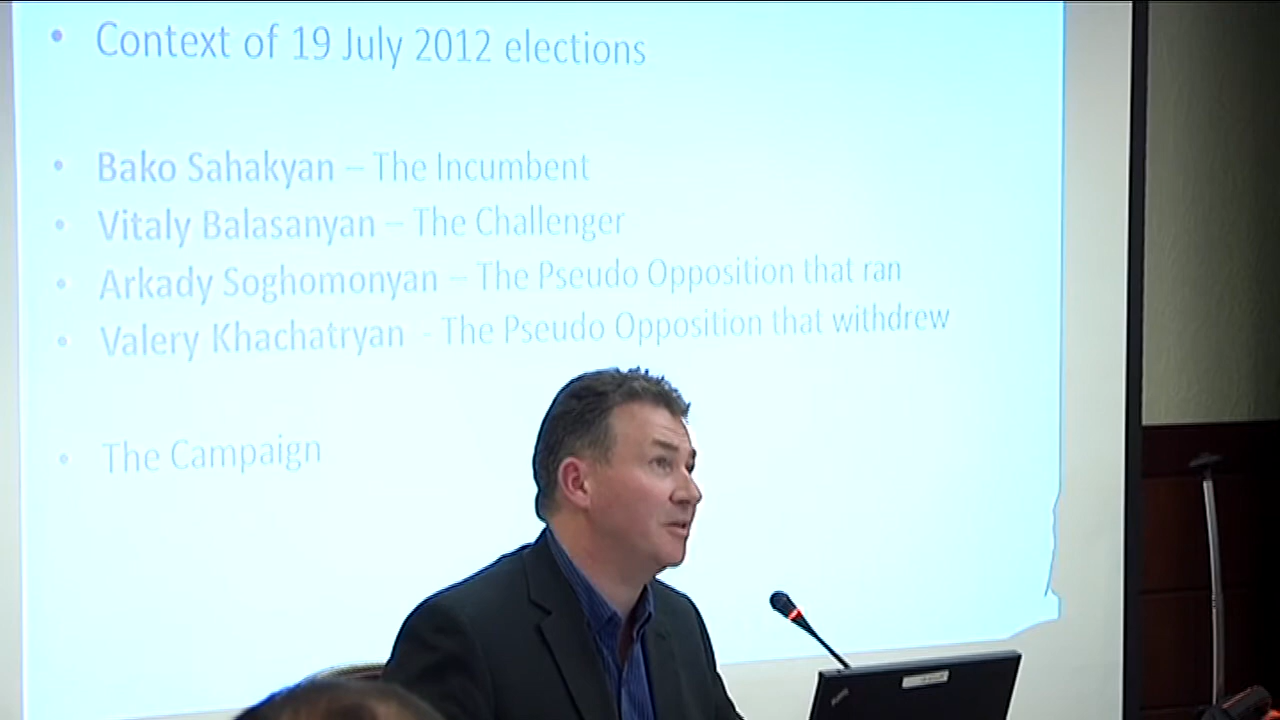 • Context of 19 July 2012 elections
• Bako Sahakyan – The Incumbent
• Vitaly Balasanyan – The Challenger
• Arkady Soghomonyan – The Pseudo Opposition that ran
• Valery Khachatryan - The Pseudo Opposition that withdrew
• The Campaign